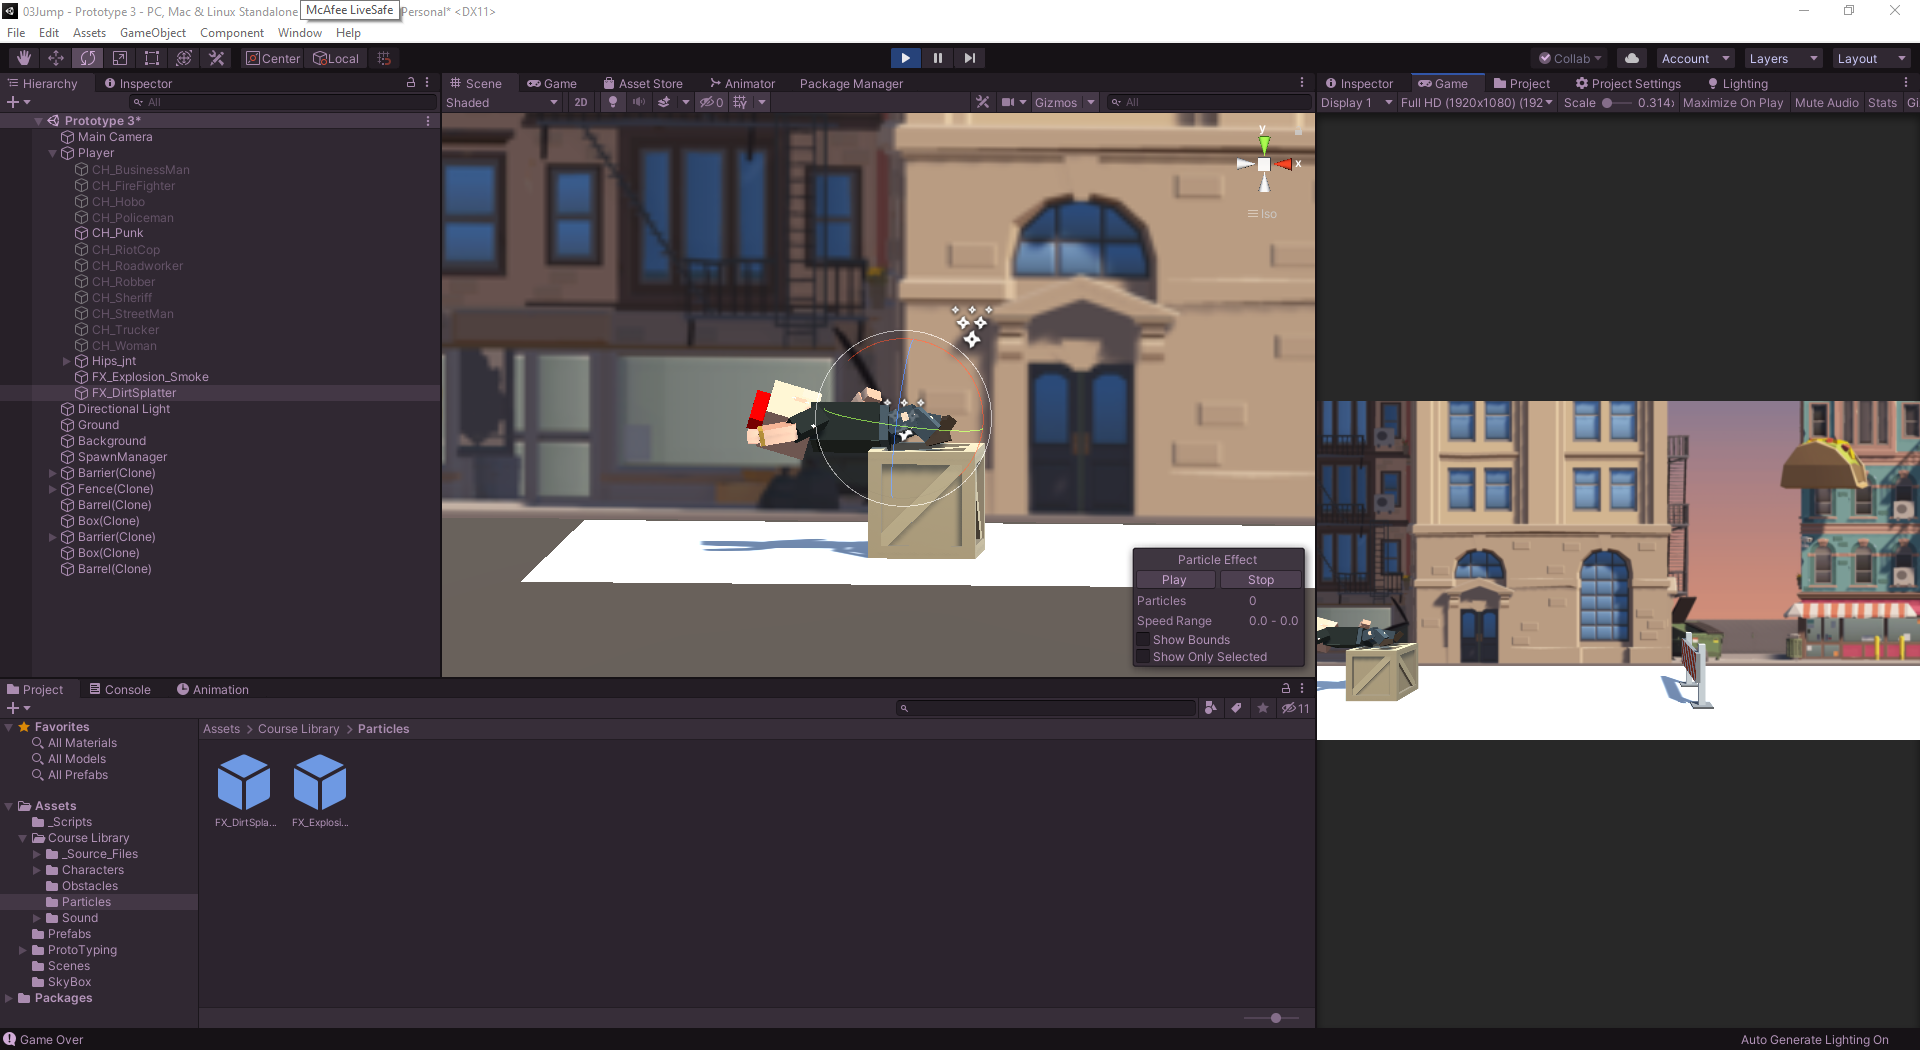 03Jump - Prototype 3 - PC, Mac & Linux Standalone
McAfee LiveSafe
Personal* <DX11>
File Edit Assets GameObject Component Window Help
Center Local
Collab Account Layers Layout
Hierarchy Inspector
Scene Game Asset Store Animator Package Manager
Inspector Game Project Project Settings Lighting
All
Shaded 2D 0 Gizmos All
Display 1 Full HD (1920x1080) (192 Scale 0.314 Maximize On Play Mute Audio Stats Gi
Prototype 3*
Main Camera
Player
CH_BusinessMan
CH_FireFighter
CH_Hobo
CH_Policeman
CH_Punk
CH_RiotCop
CH_Roadworker
CH_Robber
CH_Sheriff
CH_StreetMan
CH_Trucker
CH_Woman
Hips_jnt
FX_Explosion_Smoke
FX_DirtSplatter
Directional Light
Ground
Background
SpawnManager
Barrier(Clone)
Fence(Clone)
Barrel(Clone)
Box(Clone)
Barrier(Clone)
Box(Clone)
Barrel(Clone)
y
x
Iso
Particle Effect
Play Stop
Particles 0
Speed Range 0.0 - 0.0
Show Bounds
Show Only Selected
Project Console Animation
11
Favorites
All Materials
All Models
All Prefabs
Assets
_Scripts
Course Library
_Source_Files
Characters
Obstacles
Particles
Sound
Prefabs
ProtoTyping
Scenes
SkyBox
Packages
Assets > Course Library > Particles
FX_DirtSpla... FX_Explosi...
Game Over
Auto Generate Lighting On